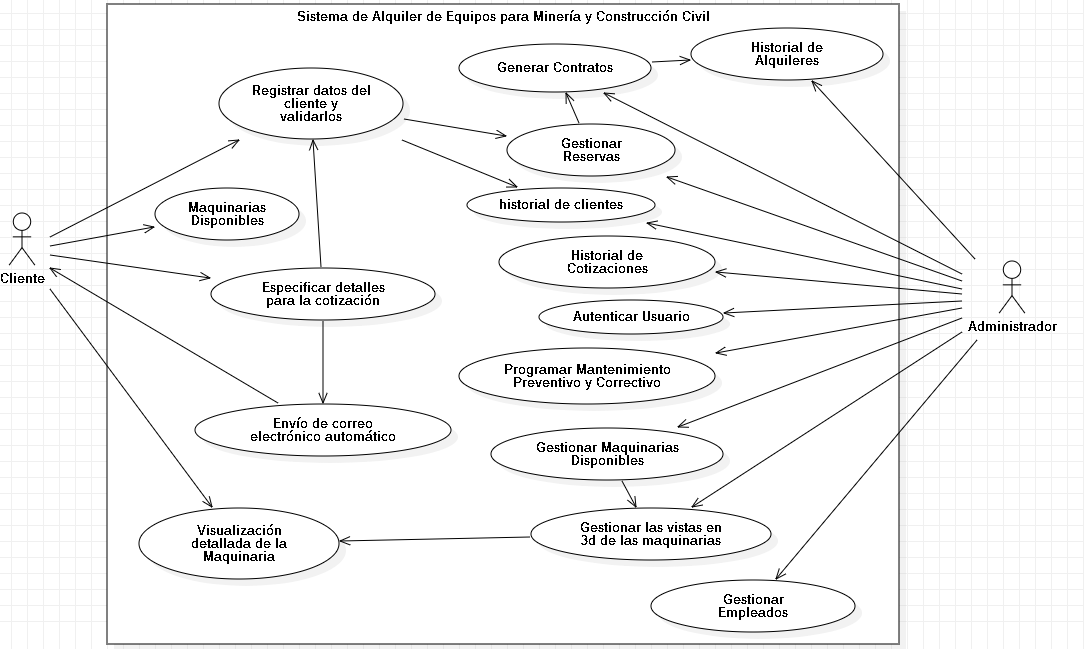 Sistema de Alquiler de Equipos para Minería y Construcción Civil
Historial de
Alquileres
Generar Contratos
Registrar datos del
cliente y
validarlos
Gestionar
Reservas
Maquinarias
Disponibles
historial de clientes
Historial de
Cotizaciones
Cliente
Especificar detalles
para la cotización
Autenticar Usuario
Administrador
Programar Mantenimiento
Preventivo y Correctivo
Envío de correo
electrónico automático
Gestionar Maquinarias
Disponibles
Visualización
detallada de la
Maquinaria
Gestionar las vistas en
3d de las maquinarias
Gestionar
Empleados